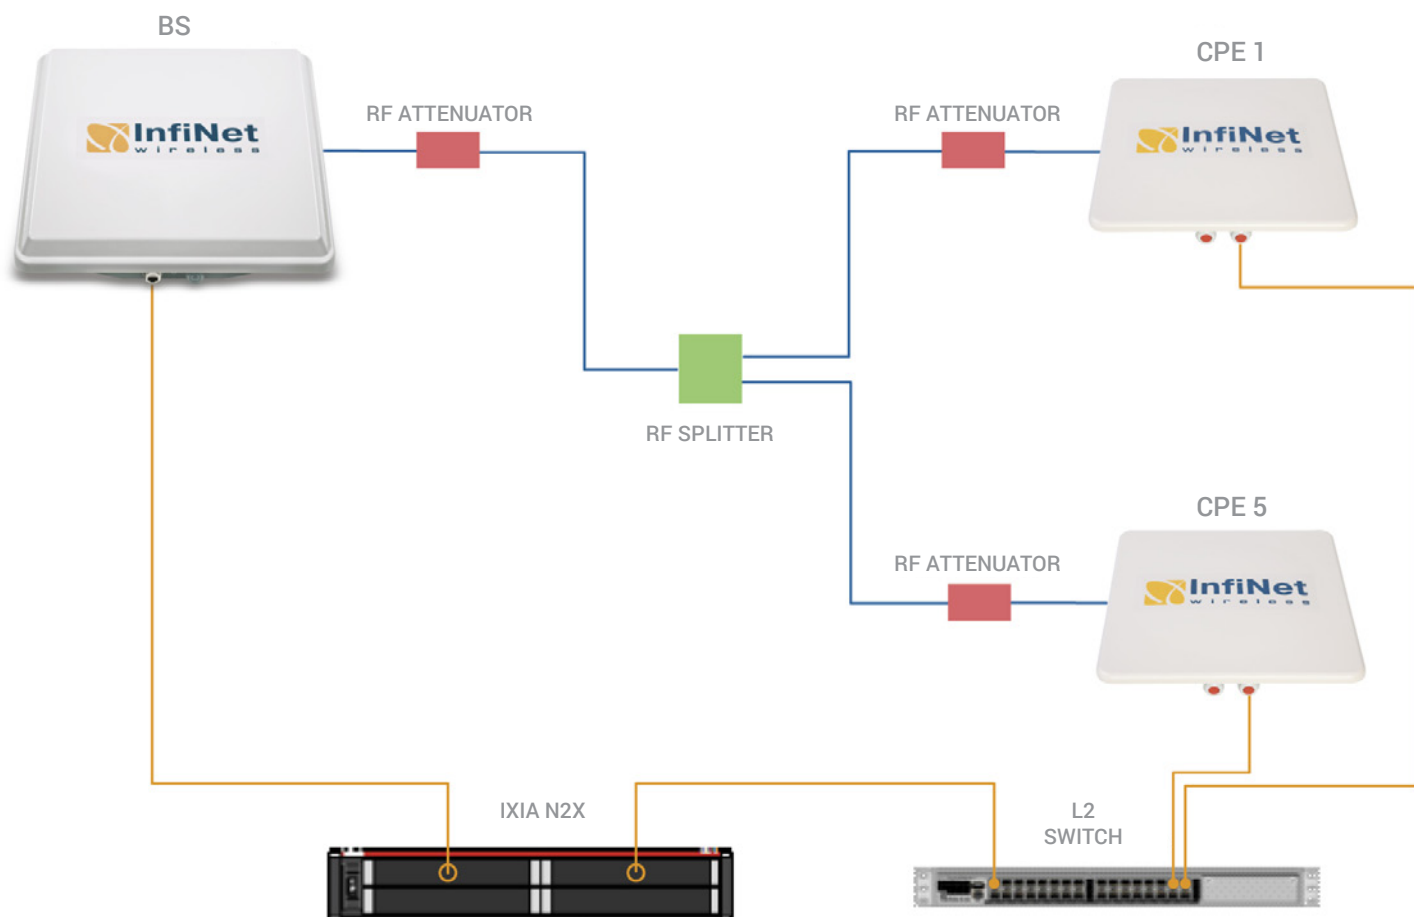 BS
InfiNet
wireless
RF ATTENUATOR
RF ATTENUATOR
CPE 1
InfiNet
wireless
RF SPLITTER
CPE 5
RF ATTENUATOR
InfiNet
wireless
IXIA N2X
L2
SWITCH